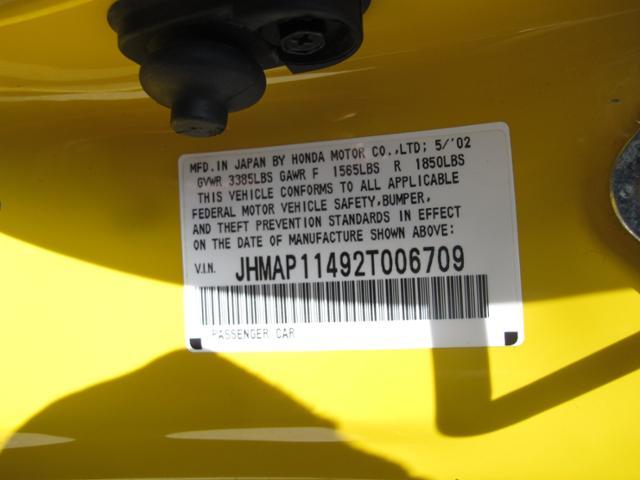 MFD. IN JAPAN BY HONDA MOTOR CO.,LTD; 5/'02
GVWR 3385LBS GAWR F 1565LBS R 1850LBS
THIS VEHICLE CONFORMS TO ALL APPLICABLE
FEDERAL MOTOR VEHICLE SAFETY,BUMPER,
AND THEFT PREVENTION STANDARDS IN EFFECT
ON THE DATE OF MANUFACTURE SHOWN ABOVE:
V.I.N. JHMAP11492T006709
PASSENGER CAR